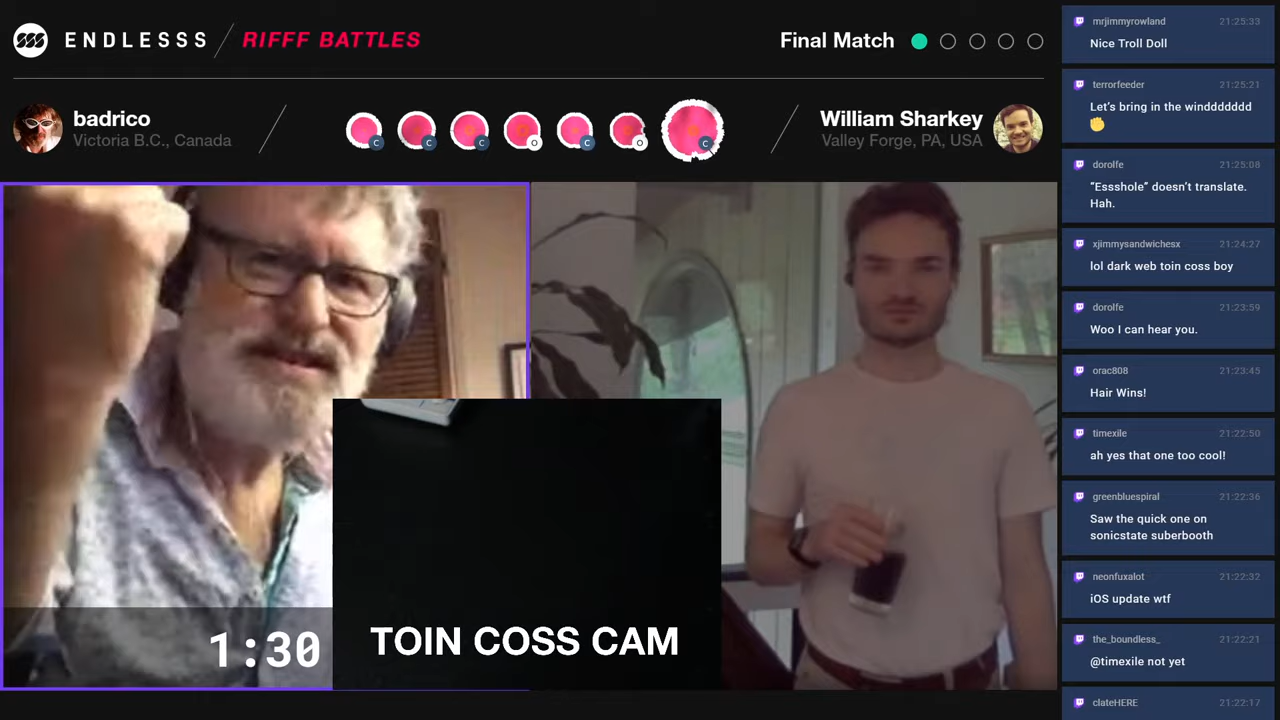 ENDLESSS / RIFFF BATTLES
Final Match
badrico
Victoria B.C., Canada
C
C
C
O
C
O
C
William Sharkey
Valley Forge, PA, USA
1:30
TOIN COSS CAM
mrjimmyrowland 21:25:33
Nice Troll Doll
terrorfeeder 21:25:21
Let's bring in the winddddddd
dorolfe 21:25:08
“Essshole” doesn't translate.
Hah.
xjimmysandwichesx 21:24:27
lol dark web toin coss boy
dorolfe 21:23:59
Woo I can hear you.
orac808 21:23:45
Hair Wins!
timexile 21:22:50
ah yes that one too cool!
greenbluespiral 21:22:36
Saw the quick one on
sonicstate suberbooth
neonfuxalot 21:22:32
iOS update wtf
the_boundless_ 21:22:21
@timexile not yet
clateHERE 21:22:17